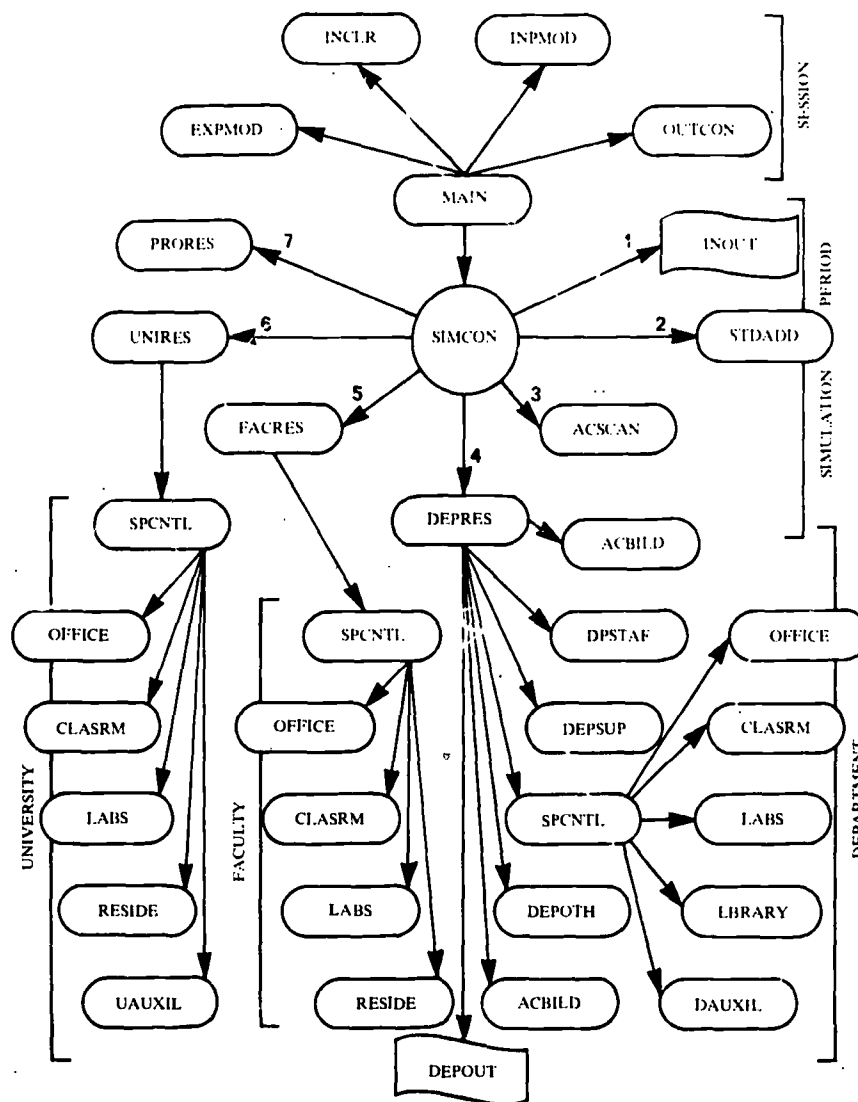 INCLR
INPMOD
EXPMOD
OUTCON
SESSION
MAIN
PRORES
7
1
INOUT
UNIRES
6
SIMCON
2
STDADD
SIMULATION PERIOD
5
3
FACRES
ACSCAN
4
SPCNTL
DEPRES
ACBILD
OFFICE
SPCNTL
DPSTAF
OFFICE
CLASRM
OFFICE
DEPSUP
CLASRM
UNIVERSITY
FACULTY
DEPARTMENT
LABS
CLASRM
SPCNTL
LABS
RESIDE
LABS
DEPOTH
LBRARY
UAUXIL
RESIDE
ACBILD
DAUXIL
DEPOUT